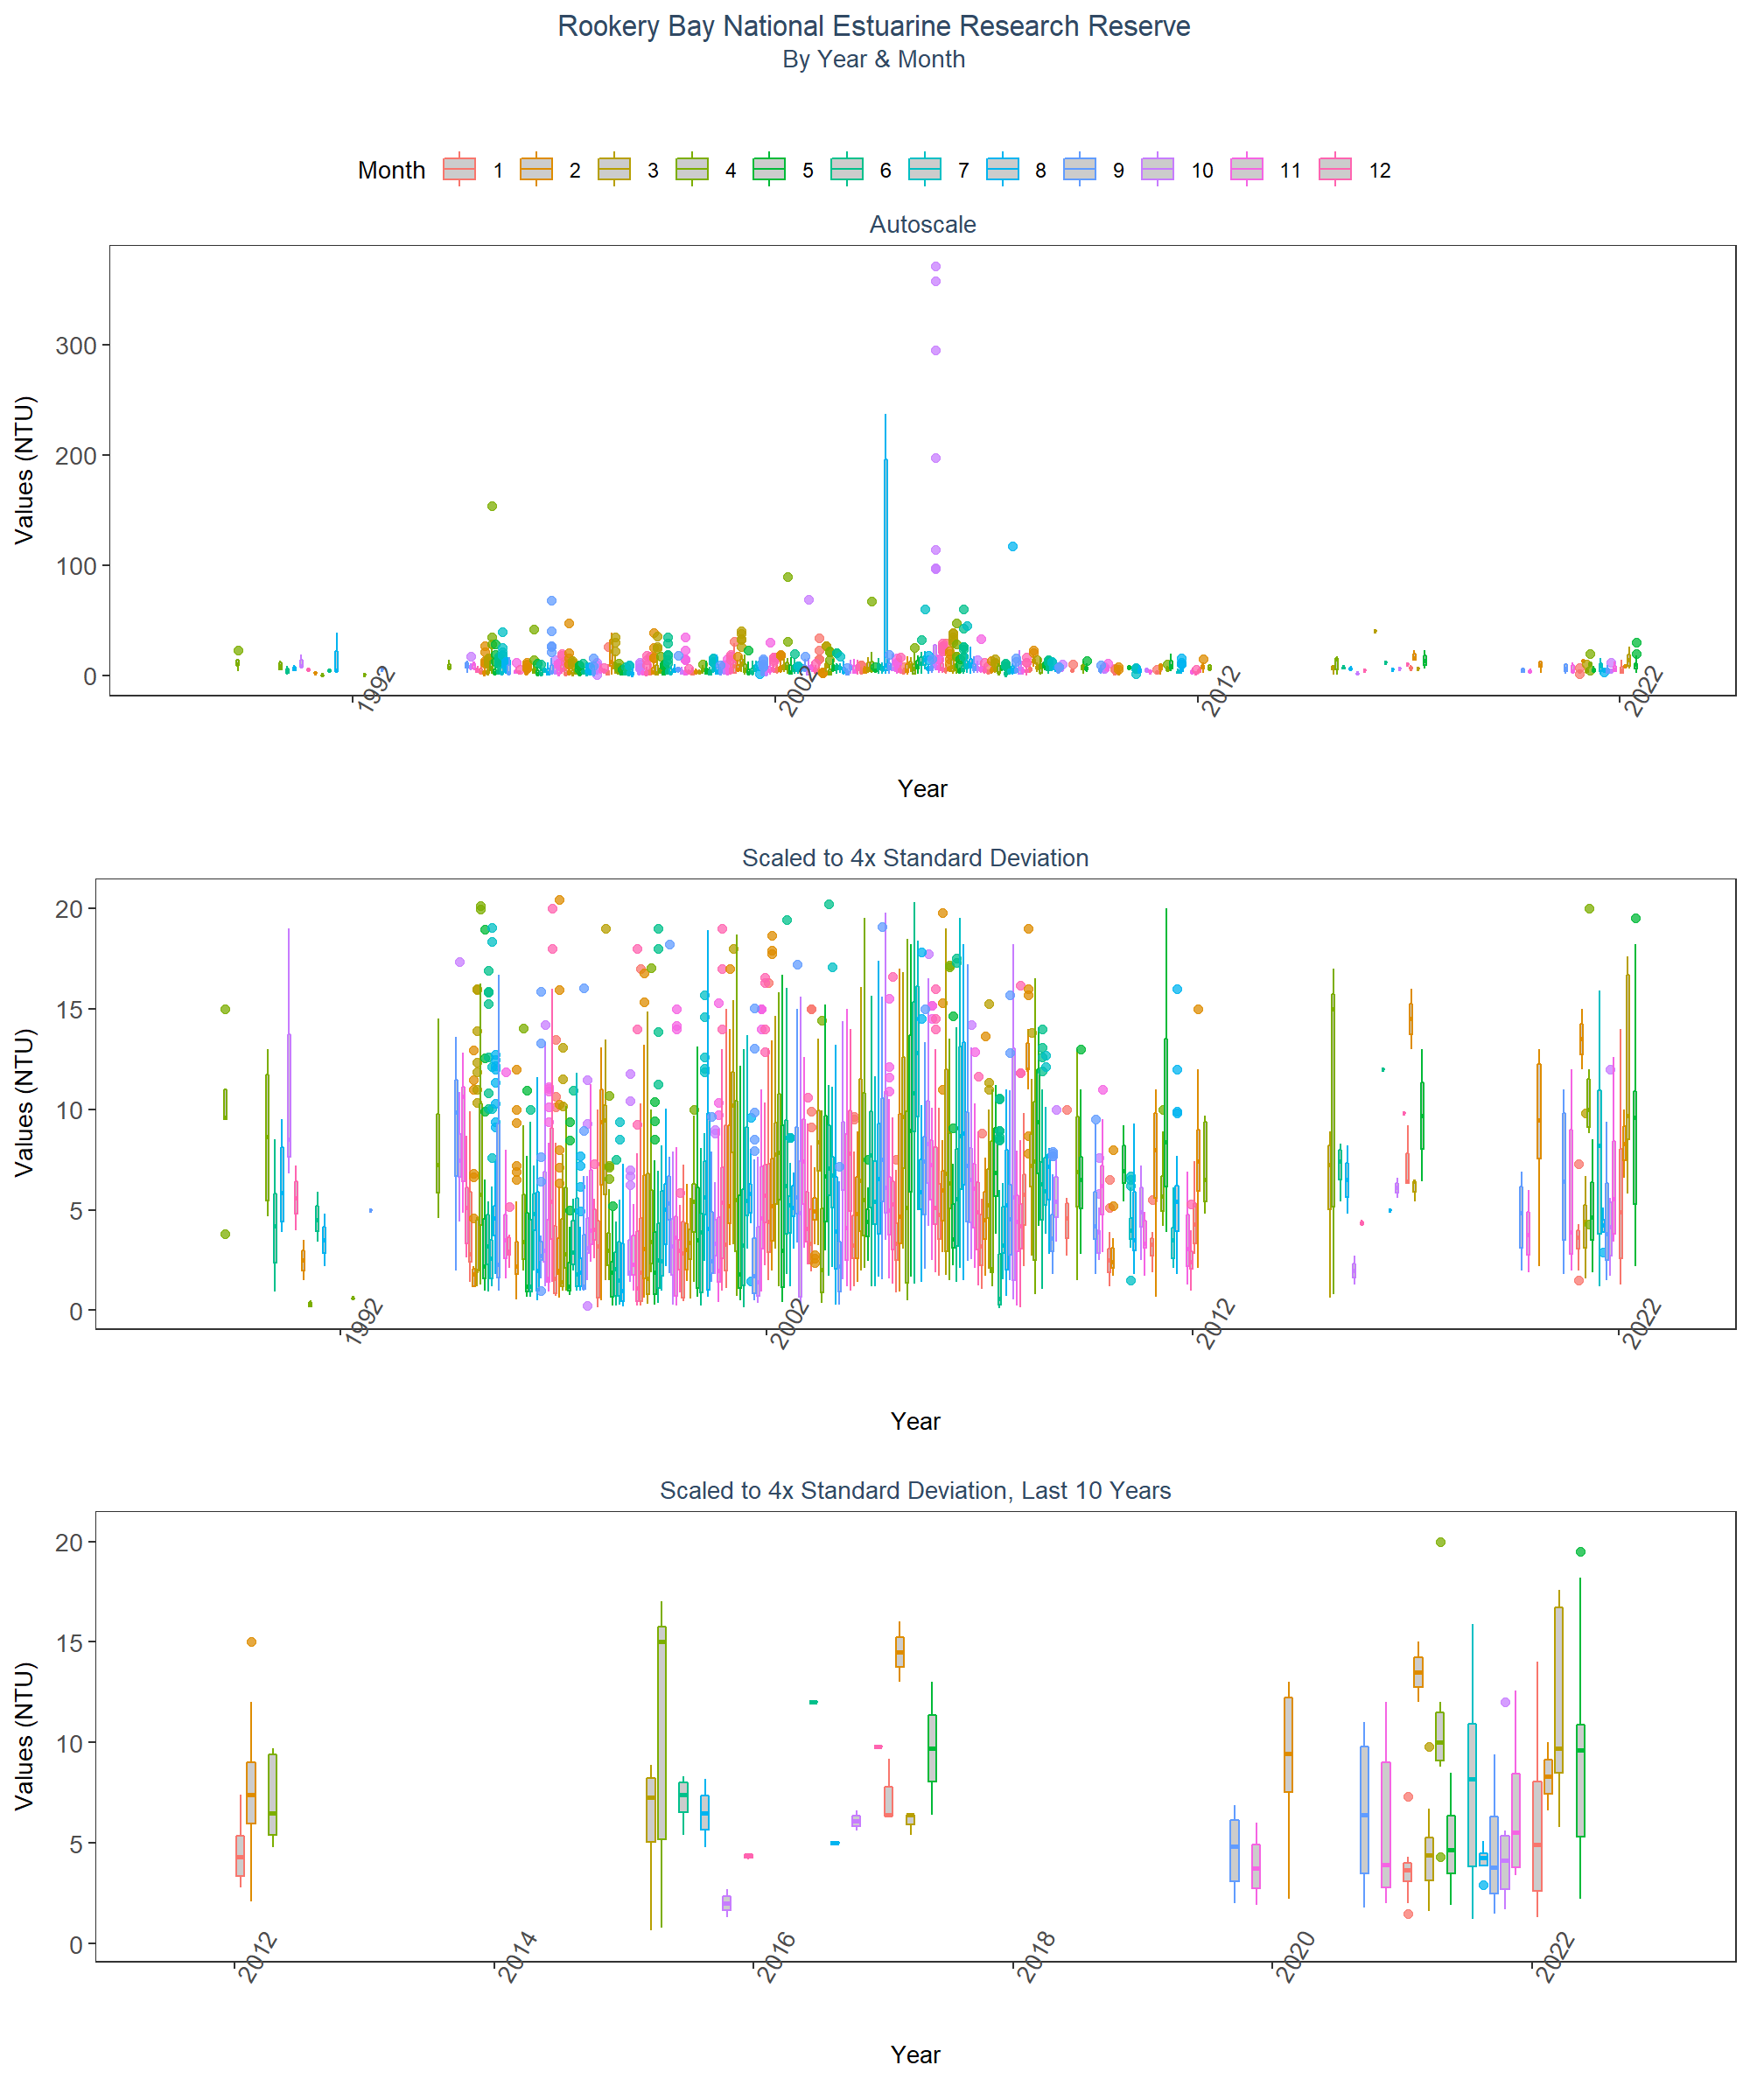 Rookery Bay National Estuarine Research Reserve
By Year & Month
Month 1 2 3 4 5 6 7 8 9 10 11 12
Autoscale
Values (NTU)
300
200
100
0
1992 2002 2012 2022
Year
Scaled to 4x Standard Deviation
Values (NTU)
20
15
10
5
0
1992 2002 2012 2022
Year
Scaled to 4x Standard Deviation, Last 10 Years
Values (NTU)
20
15
10
5
0
2012 2014 2016 2018 2020 2022
Year